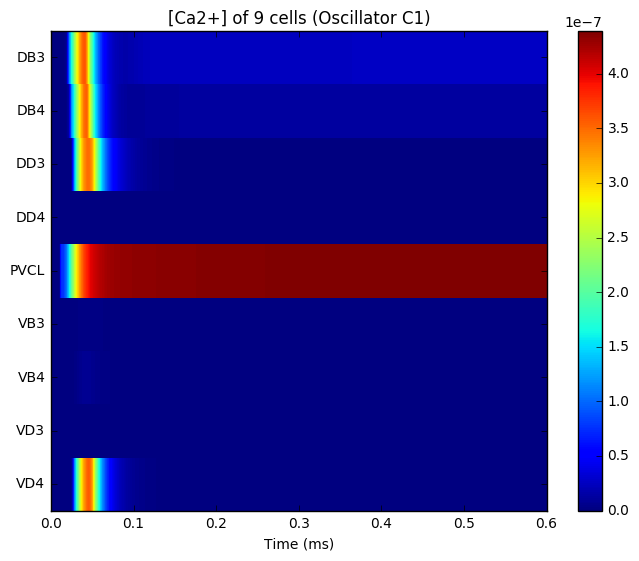 [Ca2+] of 9 cells (Oscillator C1)
1e−7
DB3
DB4
DD3
DD4
PVCL
VB3
VB4
VD3
VD4
0.0 0.1 0.2 0.3 0.4 0.5 0.6
Time (ms)
4.0
3.5
3.0
2.5
2.0
1.5
1.0
0.5
0.0